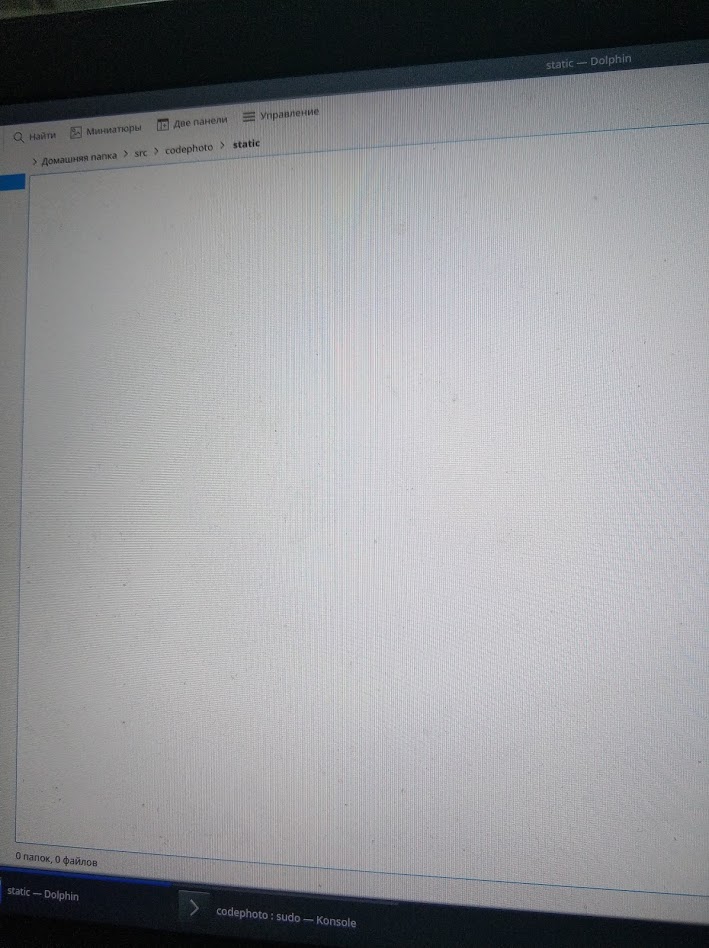 static — Dolphin
Найти Миниатюры Две панели Управление
> Домашняя папка > src > codephoto > static
0 папок, 0 файлов
static — Dolphin
codephoto : sudo — Konsole